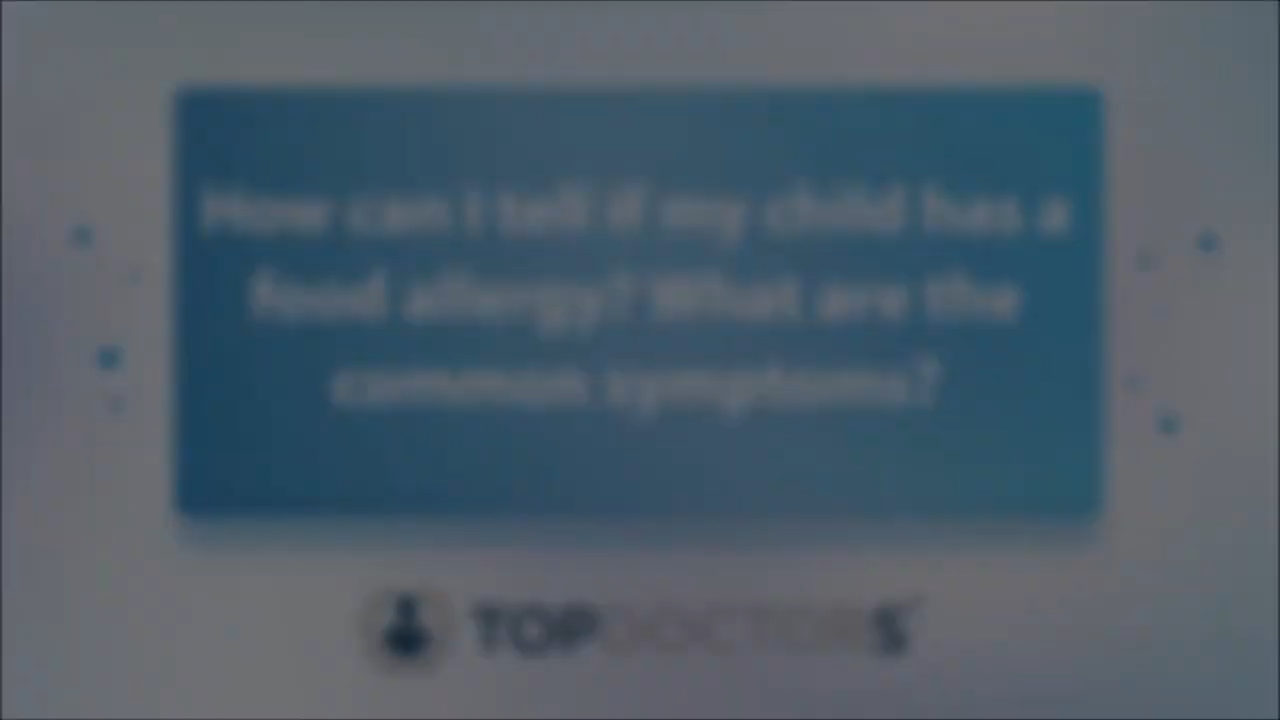 How can I tell if my child has a
food allergy? What are the
common symptoms?
TOPDOCTORS